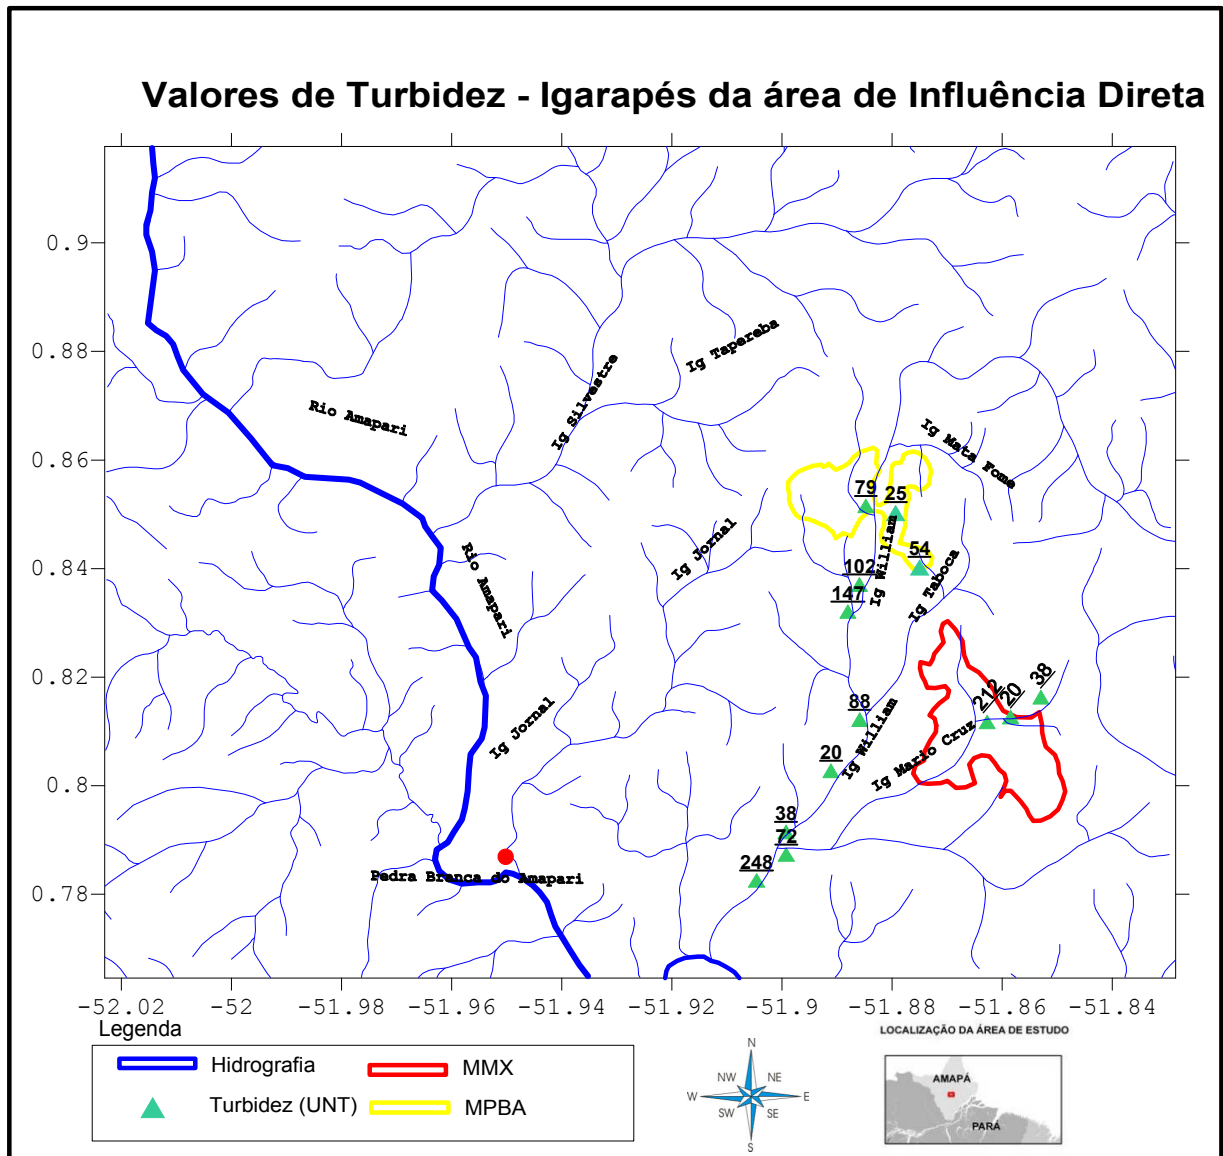 Valores de Turbidez - Igarapés da área de Influência Direta
0.9
0.88
0.86
0.84
0.82
0.8
0.78
Ig Tapereba
Ig Silvestre
Rio Amapari
Ig Mata Fome
79
25
Ig Jornal
Ig William
54
102
Ig Taboca
147
Rio Amapari
38
20
212
88
Ig Jornal
Ig William
Ig Mario Cruz
20
38
72
248
Pedra Branca do Amapari
-52.02
-52
-51.98
-51.96
-51.94
-51.92
-51.9
-51.88
-51.86
-51.84
Legenda
Hidrografia
MMX
Turbidez (UNT)
MPBA
N
NW
NE
W
E
SW
SE
S
LOCALIZAÇÃO DA ÁREA DE ESTUDO
AMAPÁ
PARÁ